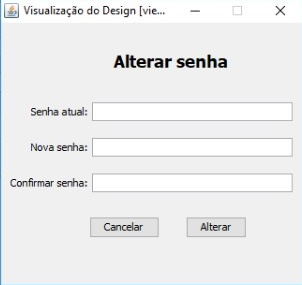 Visualização do Design [vie...
Alterar senha
Senha atual:
Nova senha:
Confirmar senha:
Cancelar Alterar